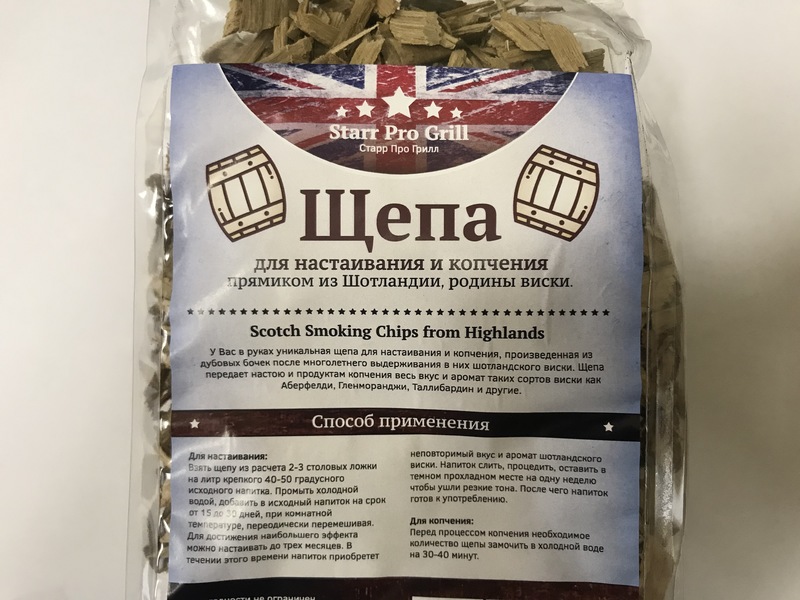 Starr Pro Grill
Старр Про Грилл
Щепа
для настаивания и копчения
прямиком из Шотландии, родины виски.
Scotch Smoking Chips from Highlands
У Вас в руках уникальная щепа для настаивания и копчения, произведенная из
дубовых бочек после многолетнего выдерживания в них шотландского виски. Щепа
передает настою и продуктам копчения весь вкус и аромат таких сортов виски как
Аберфелди, Гленморанджи, Таллибардин и другие.
Способ применения
Для настаивания:
Взять щепу из расчета 2-3 столовых ложки
на литр крепкого 40-50 градусного
исходного напитка. Промыть холодной
водой, добавить в исходный напиток на срок
от 15 до 30 дней, при комнатной
температуре, переодически перемешивая.
Для достижения наибольшего эффекта
можно настаивать до трех месяцев. В
течении этого времени напиток приобретет
неповторимый вкус и аромат шотландского
виски. Напиток слить, процедить, оставить в
темном прохладном месте на одну неделю
чтобы ушли резкие тона. После чего напиток
готов к употреблению.
Для копчения:
Перед процессом копчения необходимое
количество щепы замочить в холодной воде
на 30-40 минут.
не ограничен